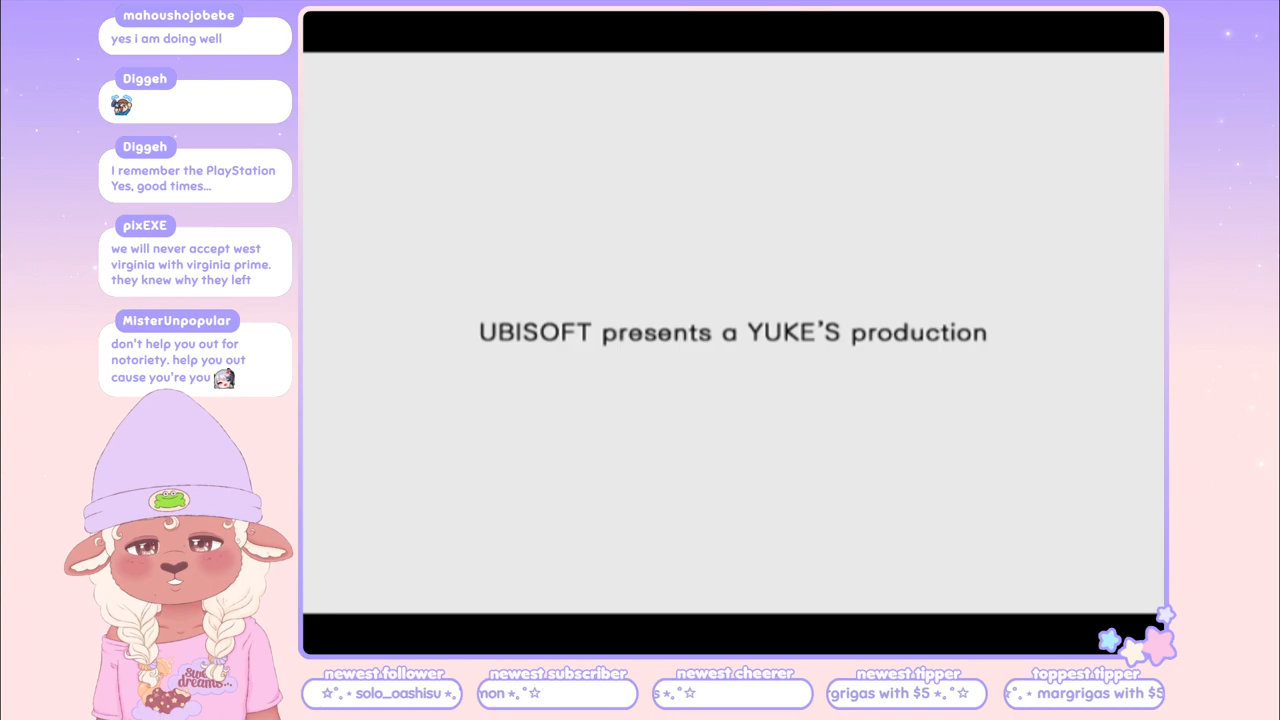 mahoushojobebe
yes i am doing well
Diggeh
Diggeh
I remember the PlayStation
Yes, good times...
pixEXE
we will never accept west
virginia with virginia prime.
they knew why they left
MisterUnpopular
don't help you out for
notoriety. help you out
cause you're you
UBISOFT presents a YUKE'S production
dreams...
newest follower
newest subscriber
newest cheerer
newest tipper
toppest tipper
☆˚｡⋆ solo_oashisu ⋆｡
mon ⋆｡˚☆
s ⋆｡˚☆
rgrigas with $5 ⋆｡˚☆
˚｡⋆ margrigas with $5